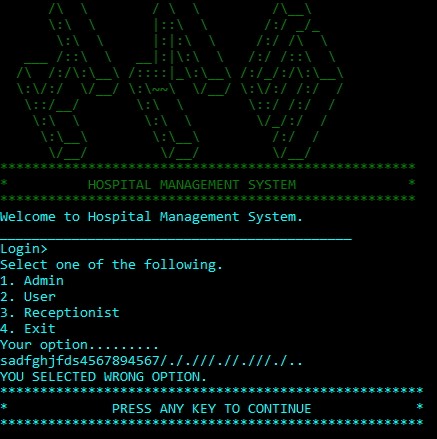 HOSPITAL MANAGEMENT SYSTEM
Welcome to Hospital Management System.
Login>
Select one of the following.
1. Admin
2. User
3. Receptionist
4. Exit
Your option.........
sadfghjfds4567894567/././//.//.///./..
YOU SELECTED WRONG OPTION.
PRESS ANY KEY TO CONTINUE